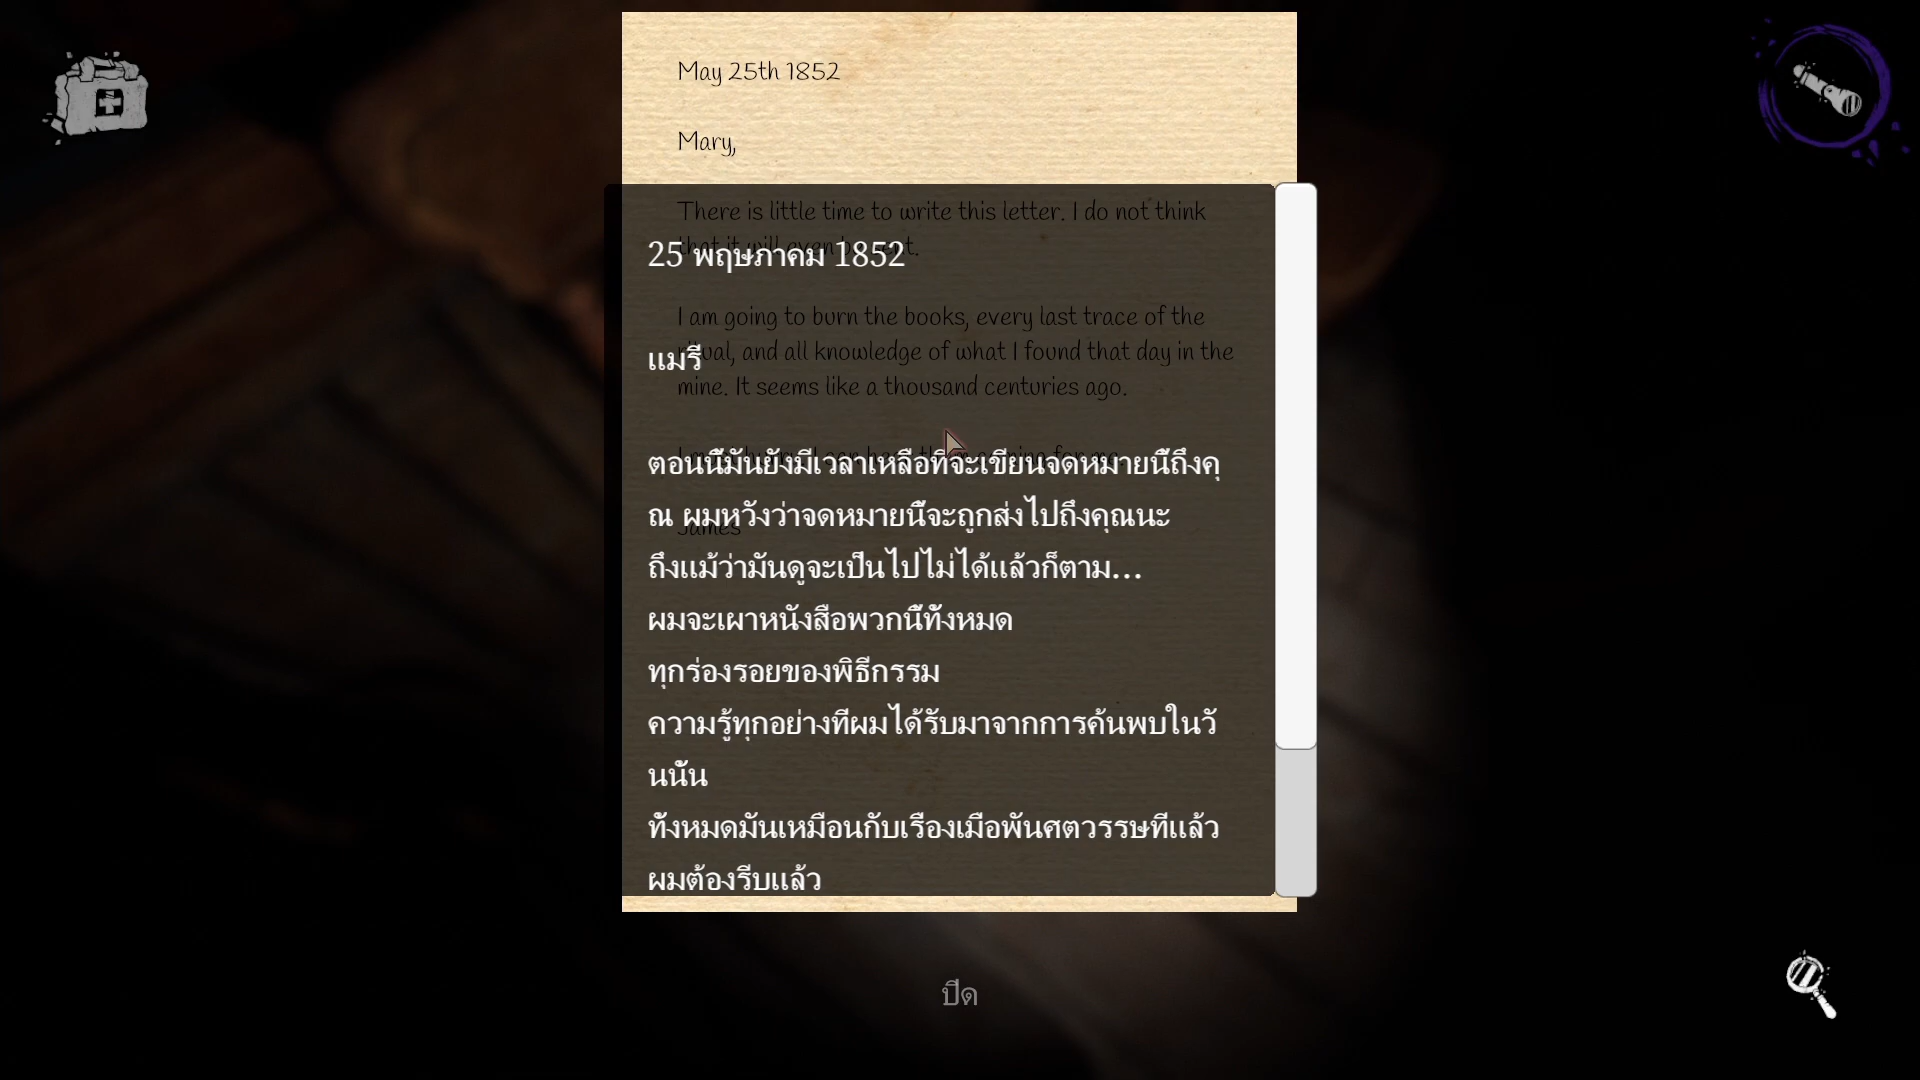 May 25th 1852
Mary,
There is little time to write this letter. I do not think
that it will even be sent.
I am going to burn the books, every last trace of the
ritual, and all knowledge of what I found that day in the
mine. It seems like a thousand centuries ago.
James
25 พฤษภาคม 1852
แมรี
ตอนนี้มันยังมีเวลาเหลือที่จะเขียนจดหมายนี้ถึงคุ
ณ ผมหวังว่าจดหมายนี้จะถูกส่งไปถึงคุณนะ
ถึงแม้ว่ามันดูจะเป็นไปไม่ได้แล้วก็ตาม...
ผมจะเผาหนังสือพวกนี้ทั้งหมด
ทุกร่องรอยของพิธีกรรม
ความรู้ทุกอย่างที่ผมได้รับมาจากการค้นพบในวั
นนั้น
ทั้งหมดมันเหมือนกับเรื่องเมื่อพันศตวรรษที่แล้ว
ผมต้องรีบแล้ว
ปิด